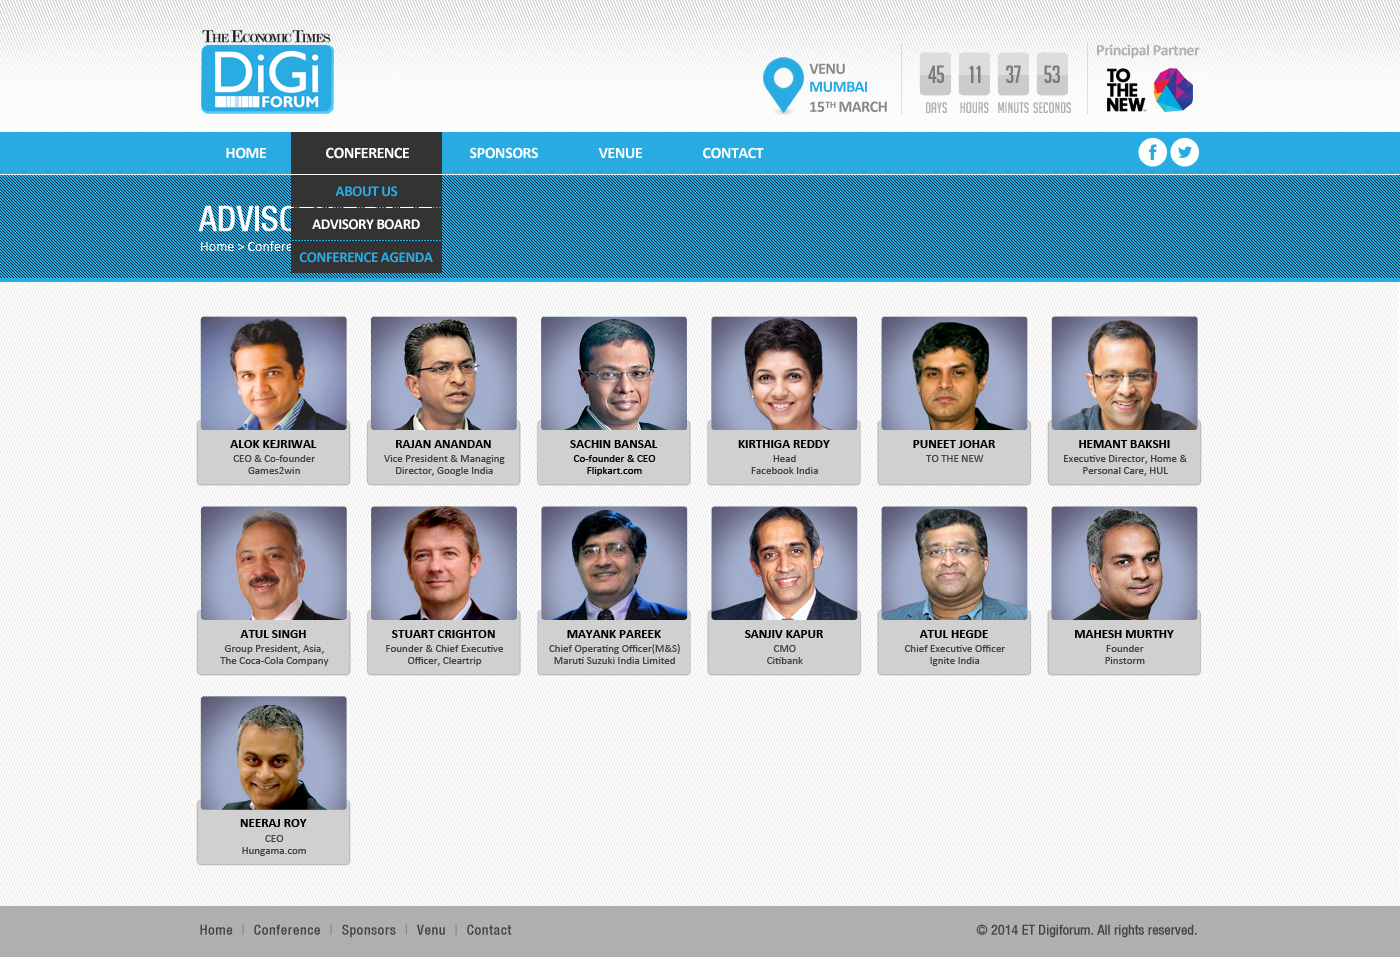 THE ECONOMIC TIMES
DiGi
FORUM
VENU
MUMBAI
15TH MARCH
45 11 37 53
DAYS HOURS MINUTS SECONDS
Principal Partner
TO
THE
NEW
HOME CONFERENCE SPONSORS VENUE CONTACT
ABOUT US
ADVISORY BOARD
CONFERENCE AGENDA
ADVISO
Home > Confere
ALOK KEJRIWAL
CEO & Co-founder
Games2win
RAJAN ANANDAN
Vice President & Managing
Director, Google India
SACHIN BANSAL
Co-founder & CEO
Flipkart.com
KIRTHIGA REDDY
Head
Facebook India
PUNEET JOHAR
TO THE NEW
HEMANT BAKSHI
Executive Director, Home &
Personal Care, HUL
ATUL SINGH
Group President, Asia,
The Coca-Cola Company
STUART CRIGHTON
Founder & Chief Executive
Officer, Cleartrip
MAYANK PAREEK
Chief Operating Officer(M&S)
Maruti Suzuki India Limited
SANJIV KAPUR
CMO
Citibank
ATUL HEGDE
Chief Executive Officer
Ignite India
MAHESH MURTHY
Founder
Pinstorm
NEERAJ ROY
CEO
Hungama.com
Home | Conference | Sponsors | Venu | Contact
© 2014 ET Digiforum. All rights reserved.